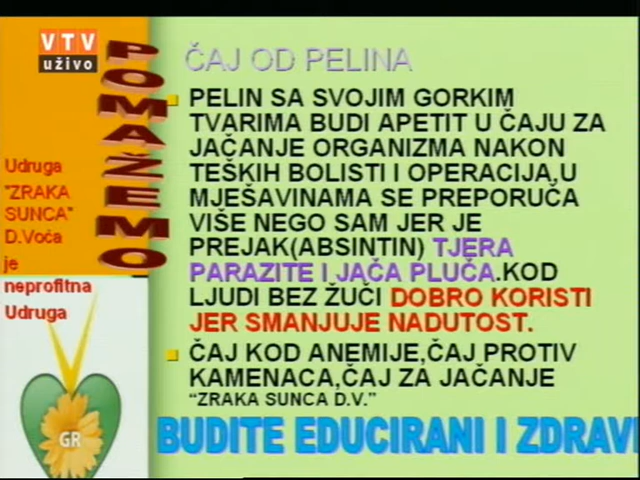 VTV
uživo
POMAŽEMO
Udruga
"ZRAKA
SUNCA"
D.Voća
je
neprofitna
Udruga
GR
ČAJ OD PELINA
PELIN SA SVOJIM GORKIM
TVARIMA BUDI APETIT U ČAJU ZA
JAČANJE ORGANIZMA NAKON
TEŠKIH BOLISTI I OPERACIJA,U
MJEŠAVINAMA SE PREPORUČA
VIŠE NEGO SAM JER JE
PREJAK(ABSINTIN) TJERA
PARAZITE I JAČA PLUČA.KOD
LJUDI BEZ ŽUČI DOBRO KORISTI
JER SMANJUJE NADUTOST.
ČAJ KOD ANEMIJE,ČAJ PROTIV
KAMENACA,ČAJ ZA JAČANJE
"ZRAKA SUNCA D.V."
BUDITE EDUCIRANI I ZDRAVI